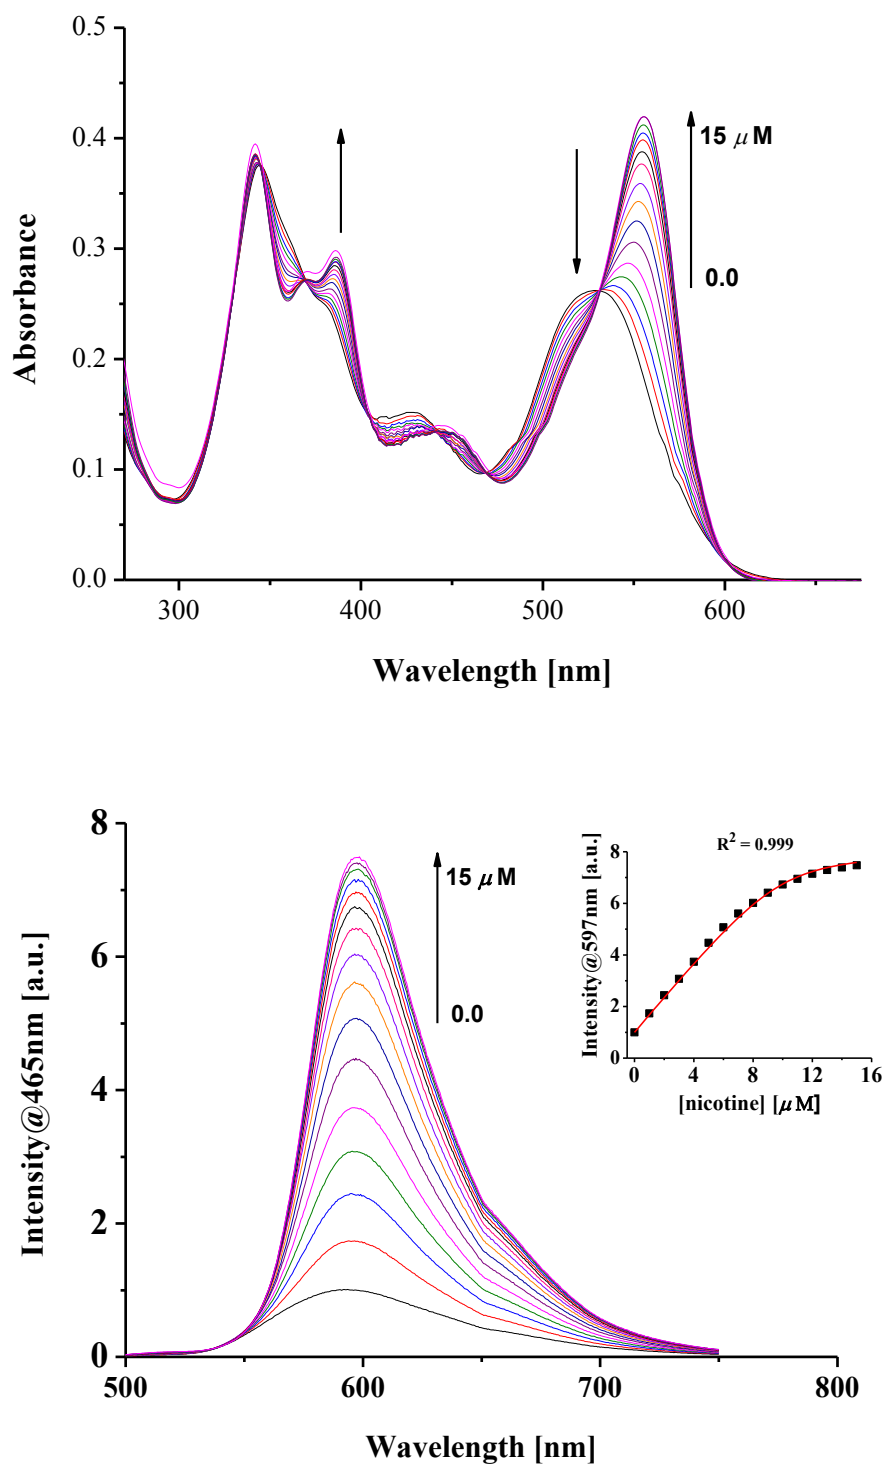 0.5
0.4
0.3
0.2
0.1
0.0
Absorbance
15 μM
0.0
300 400 500 600
Wavelength [nm]
8
6
4
2
0
Intensity@465nm [a.u.]
15 μM
0.0
500 600 700 800
Wavelength [nm]
R² = 0.999
8
6
4
2
0
Intensity@597nm [a.u.]
0 4 8 12 16
[nicotine] [μM]